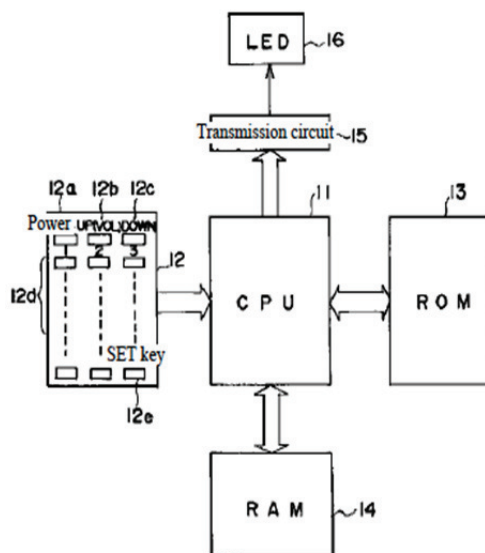 LED
16
Transmission circuit
15
12a
12b
12c
11
13
Power
UP(VOL)DOWN
1
2
3
12
12d
CPU
ROM
SET key
12e
RAM
14